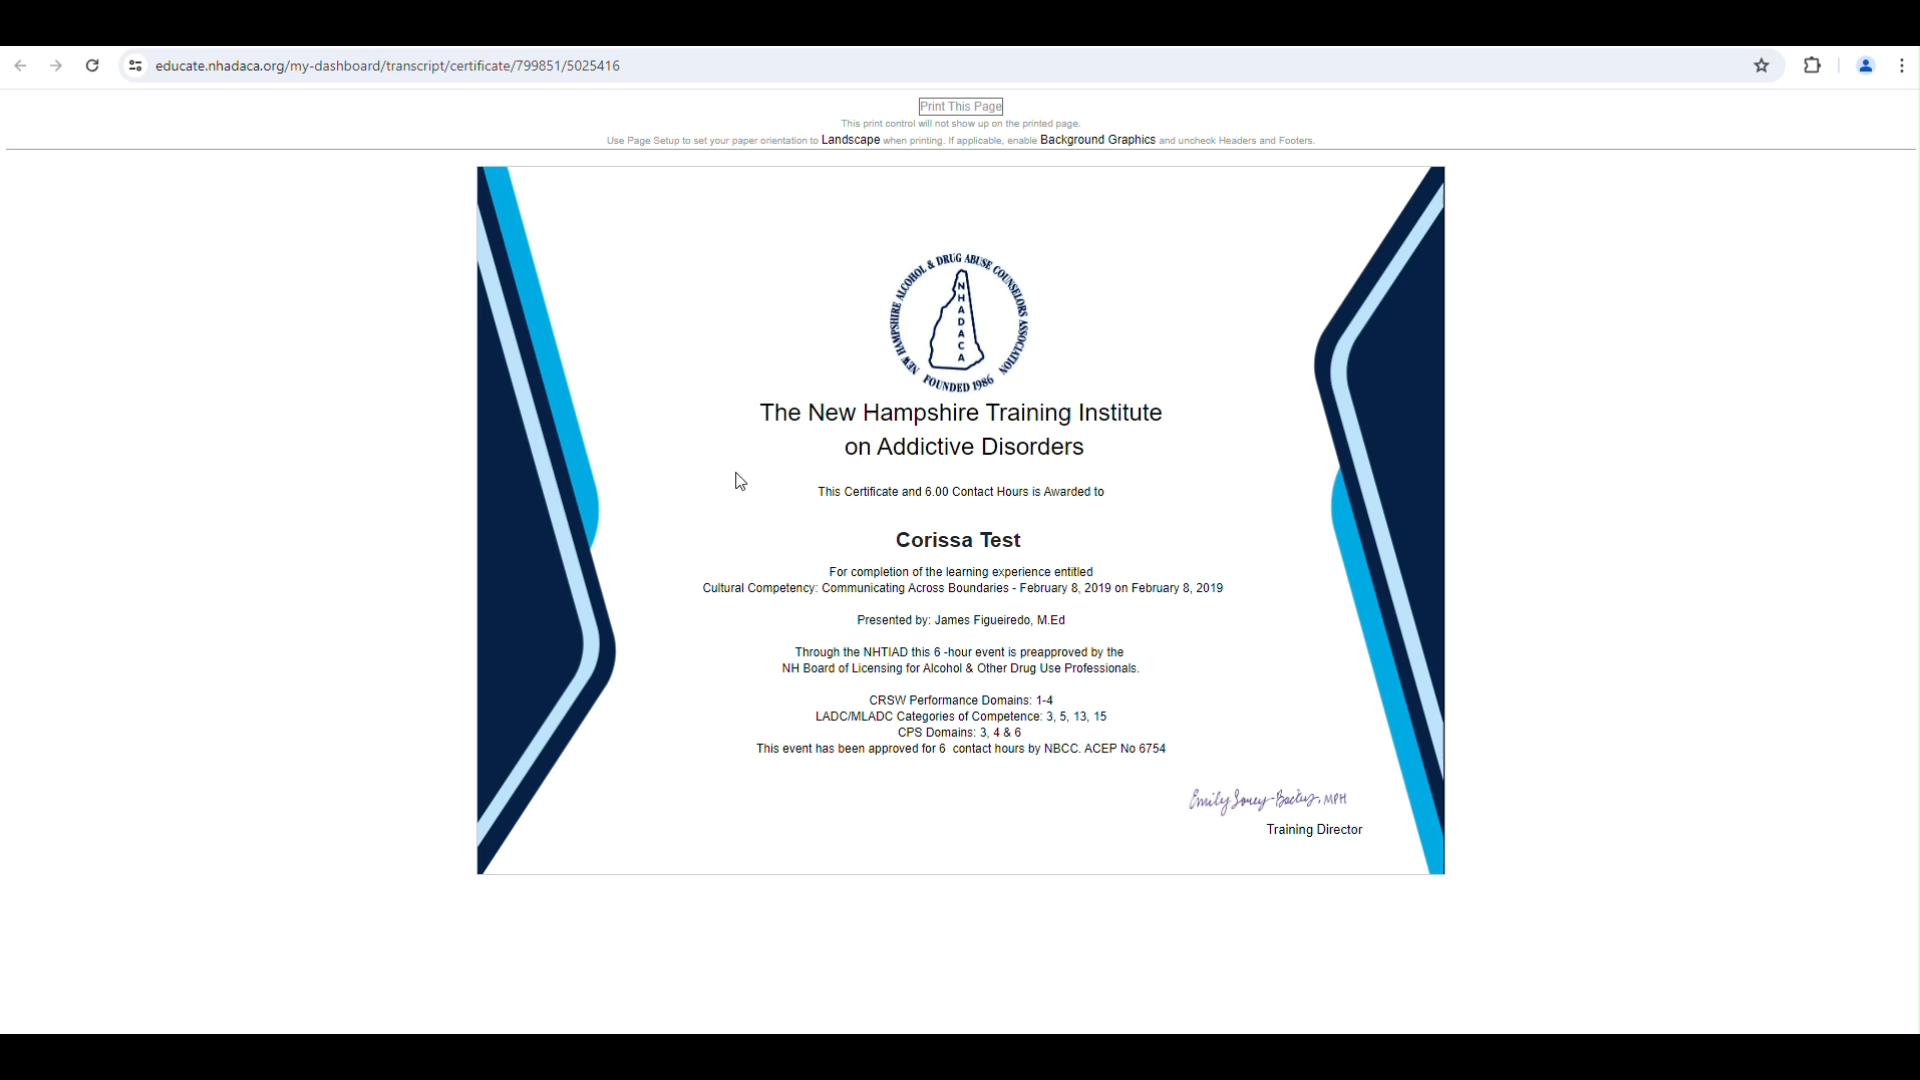 educate.nhadaca.org/my-dashboard/transcript/certificate/799851/5025416
Print This Page
This print control will not show up on the printed page.
Use Page Setup to set your paper orientation to Landscape when printing. If applicable, enable Background Graphics and uncheck Headers and Footers.
NEW HAMPSHIRE ALCOHOL & DRUG ABUSE COUNSELORS ASSOCIATION
NHADACA
FOUNDED 1986
The New Hampshire Training Institute
on Addictive Disorders
This Certificate and 6.00 Contact Hours is Awarded to
Corissa Test
For completion of the learning experience entitled
Cultural Competency: Communicating Across Boundaries - February 8, 2019 on February 8, 2019
Presented by: James Figueiredo, M.Ed
Through the NHTIAD this 6 -hour event is preapproved by the
NH Board of Licensing for Alcohol & Other Drug Use Professionals.
CRSW Performance Domains: 1-4
LADC/MLADC Categories of Competence: 3, 5, 13, 15
CPS Domains: 3, 4 & 6
This event has been approved for 6 contact hours by NBCC. ACEP No 6754
Emily MPH
Training Director